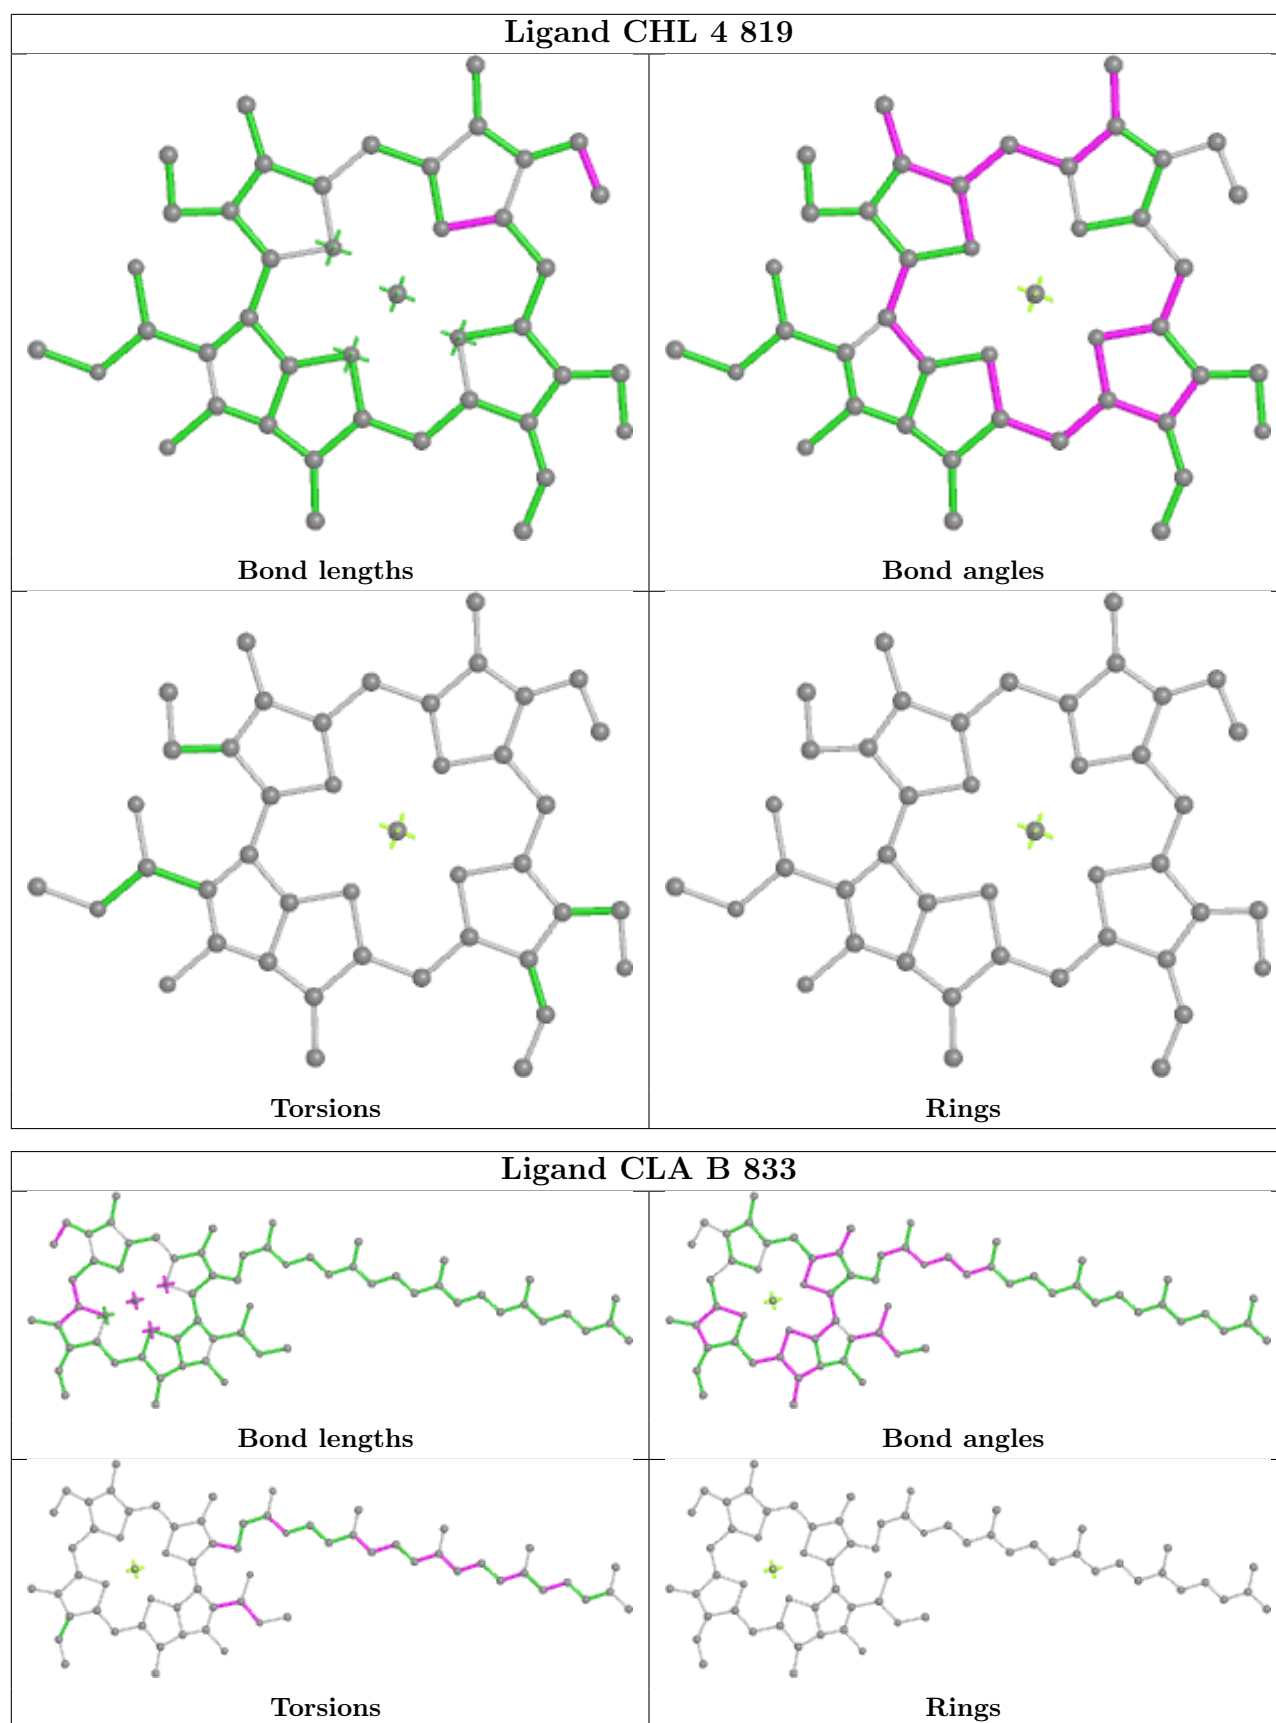 Ligand CHL 4 819
Bond lengths
Bond angles
Torsions
Rings
Ligand CLA B 833
Bond lengths
Bond angles
Torsions
Rings